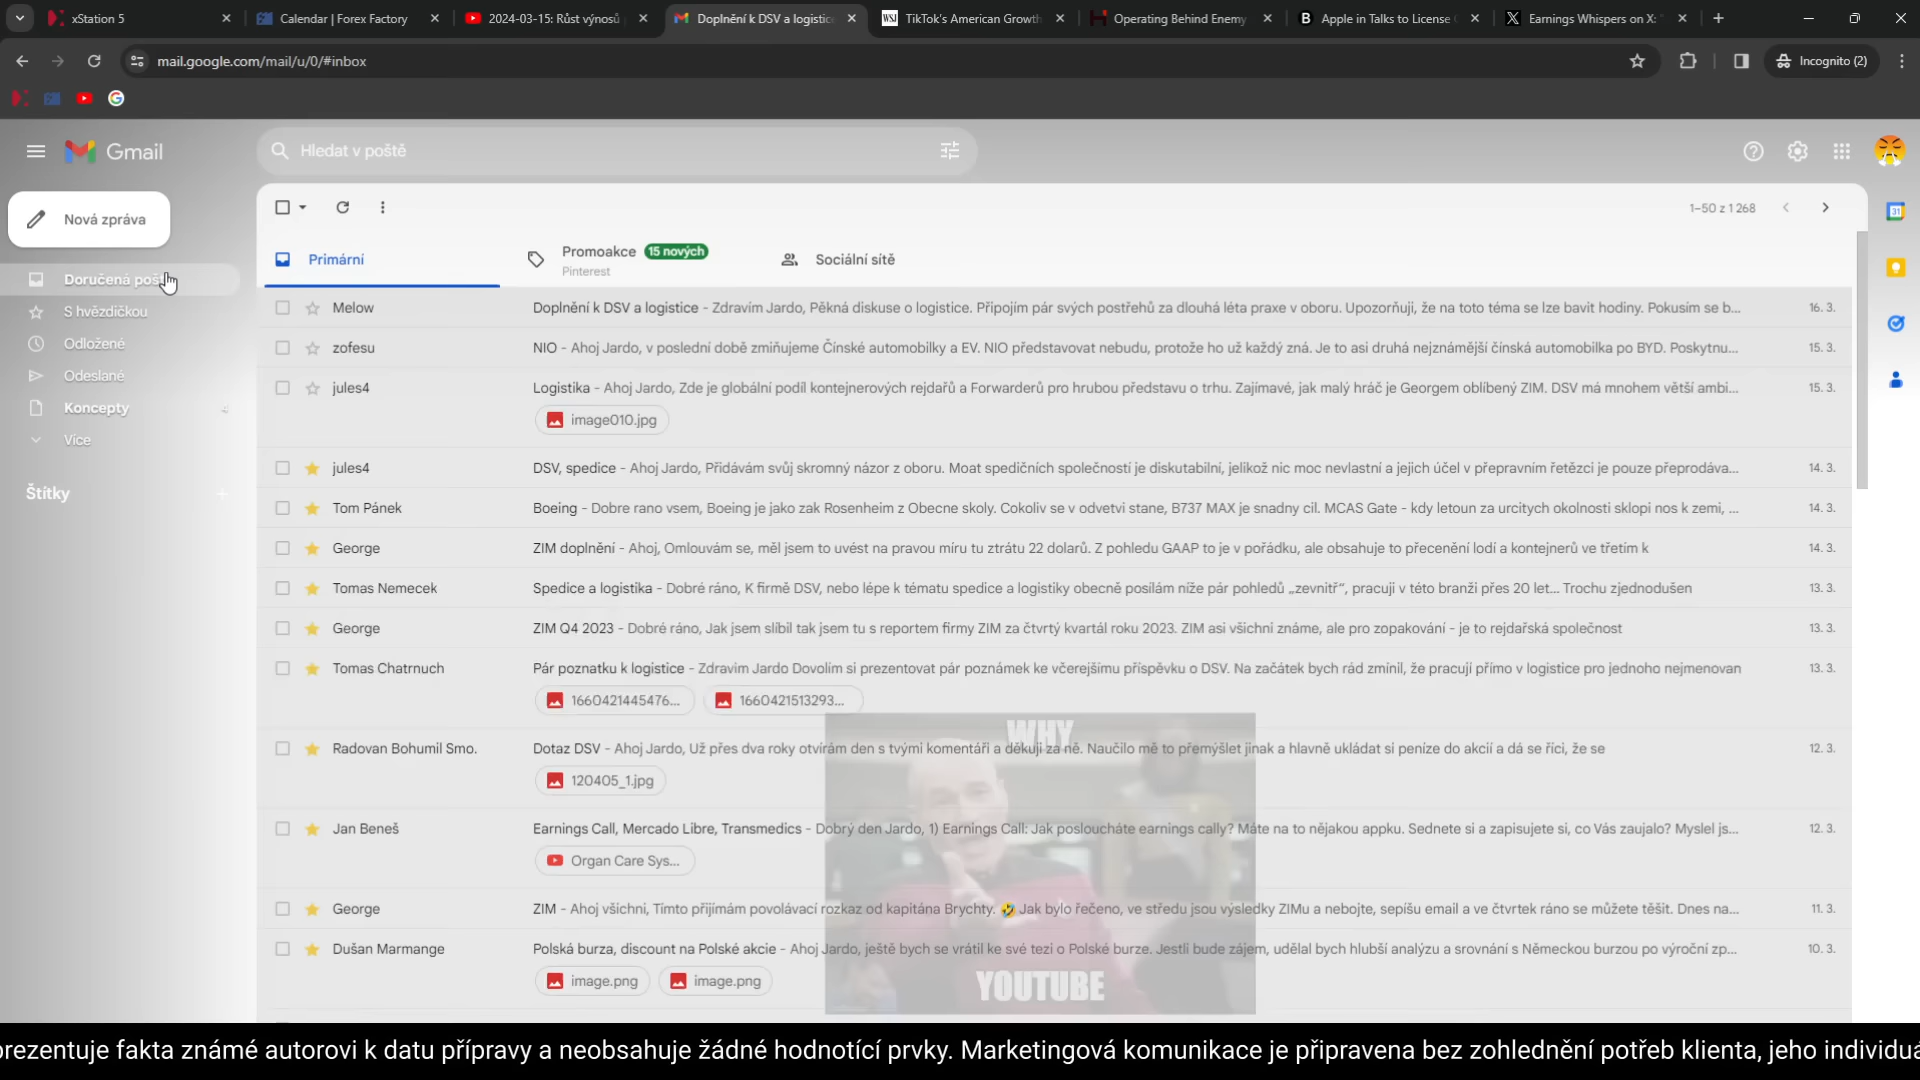 xStation 5
Calendar | Forex Factory
2024-03-15: Růst výnosů
Doplnění k DSV a logistic
WSJ TikTok's American Growth
Operating Behind Enemy
B Apple in Talks to License
X Earnings Whispers on X:
mail.google.com/mail/u/0/#inbox
Incognito (2)
Gmail
Hledat v poště
Nová zpráva
Doručená poš
S hvězdičkou
Odložené
Odeslané
Koncepty
Více
Štítky
1–50 z 1 268
31
Primární
Promoakce 15 nových
Pinterest
Sociální sítě
Melow Doplnění k DSV a logistice - Zdravím Jardo, Pěkná diskuse o logistice. Připojím pár svých postřehů za dlouhá léta praxe v oboru. Upozorňuji, že na toto téma se lze bavit hodiny. Pokusím se b... 16. 3.
zofesu NIO - Ahoj Jardo, v poslední době zmiňujeme Čínské automobilky a EV. NIO představovat nebudu, protože ho už každý zná. Je to asi druhá nejznámější čínská automobilka po BYD. Poskytnu... 15. 3.
jules4 Logistika - Ahoj Jardo, Zde je globální podíl kontejnerových rejdařů a Forwarderů pro hrubou představu o trhu. Zajímavé, jak malý hráč je Georgem oblíbený ZIM. DSV má mnohem větší ambi... 15. 3.
image010.jpg
jules4 DSV, spedice - Ahoj Jardo, Přidávám svůj skromný názor z oboru. Moat spedičních společností je diskutabilní, jelikož nic moc nevlastní a jejich účel v přepravním řetězci je pouze přeprodáva... 14. 3.
Tom Pánek Boeing - Dobre rano vsem, Boeing je jako zak Rosenheim z Obecne skoly. Cokoliv se v odvetvi stane, B737 MAX je snadny cil. MCAS Gate - kdy letoun za urcitych okolnosti sklopi nos k zemi, ... 14. 3.
George ZIM doplnění - Ahoj, Omlouvám se, měl jsem to uvést na pravou míru tu ztrátu 22 dolarů. Z pohledu GAAP to je v pořádku, ale obsahuje to přecenění lodí a kontejnerů ve třetím k 14. 3.
Tomas Nemecek Spedice a logistika - Dobré ráno, K firmě DSV, nebo lépe k tématu spedice a logistiky obecně posílám níže pár pohledů „zevnitř“, pracuji v této branži přes 20 let... Trochu zjednodušen 13. 3.
George ZIM Q4 2023 - Dobré ráno, Jak jsem slíbil tak jsem tu s reportem firmy ZIM za čtvrtý kvartál roku 2023. ZIM asi všichni známe, ale pro zopakování - je to rejdařská společnost 13. 3.
Tomas Chatrnuch Pár poznatku k logistice - Zdravim Jardo Dovolím si prezentovat pár poznámek ke včerejšímu příspěvku o DSV. Na začátek bych rád zmínil, že pracuji přímo v logistice pro jednoho nejmenovan 13. 3.
1660421445476... 1660421513293...
WHY
Radovan Bohumil Smo. Dotaz DSV - Ahoj Jardo, Už přes dva roky otvírám den s tvými komentáři a děkuji za ně. Naučilo mě to přemýšlet jinak a hlavně ukládat si peníze do akcií a dá se říci, že se 12. 3.
120405_1.jpg
Jan Beneš Earnings Call, Mercado Libre, Transmedics - Dobrý den Jardo, 1) Earnings Call: Jak posloucháte earnings cally? Máte na to nějakou appku. Sednete si a zapisujete si, co Vás zaujalo? Myslel js... 12. 3.
Organ Care Sys...
George ZIM - Ahoj všichni, Tímto přijímám povolávací rozkaz od kapitána Brychty. 🤣 Jak bylo řečeno, ve středu jsou výsledky ZIMu a nebojte, sepíšu email a ve čtvrtek ráno se můžete těšit. Dnes na... 11. 3.
Dušan Marmange Polská burza, discount na Polské akcie - Ahoj Jardo, ještě bych se vrátil ke své tezi o Polské burze. Jestli bude zájem, udělal bych hlubší analýzu a srovnání s Německou burzou po výroční zp... 10. 3.
image.png image.png
YOUTUBE
prezentuje fakta známé autorovi k datu přípravy a neobsahuje žádné hodnotící prvky. Marketingová komunikace je připravena bez zohlednění potřeb klienta, jeho individuá